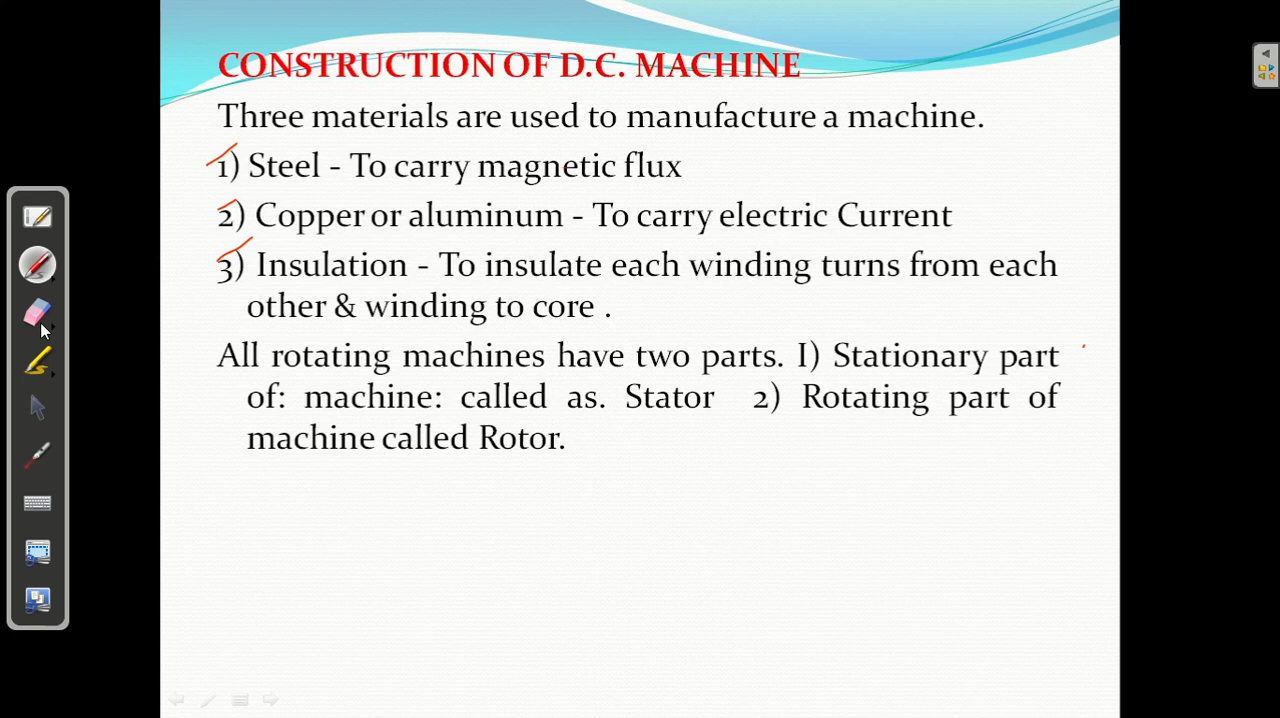 CONSTRUCTION OF D.C. MACHINE
Three materials are used to manufacture a machine.
1) Steel - To carry magnetic flux
2) Copper or aluminum - To carry electric Current
3) Insulation - To insulate each winding turns from each
other & winding to core .
All rotating machines have two parts. I) Stationary part
of: machine: called as. Stator 2) Rotating part of
machine called Rotor.